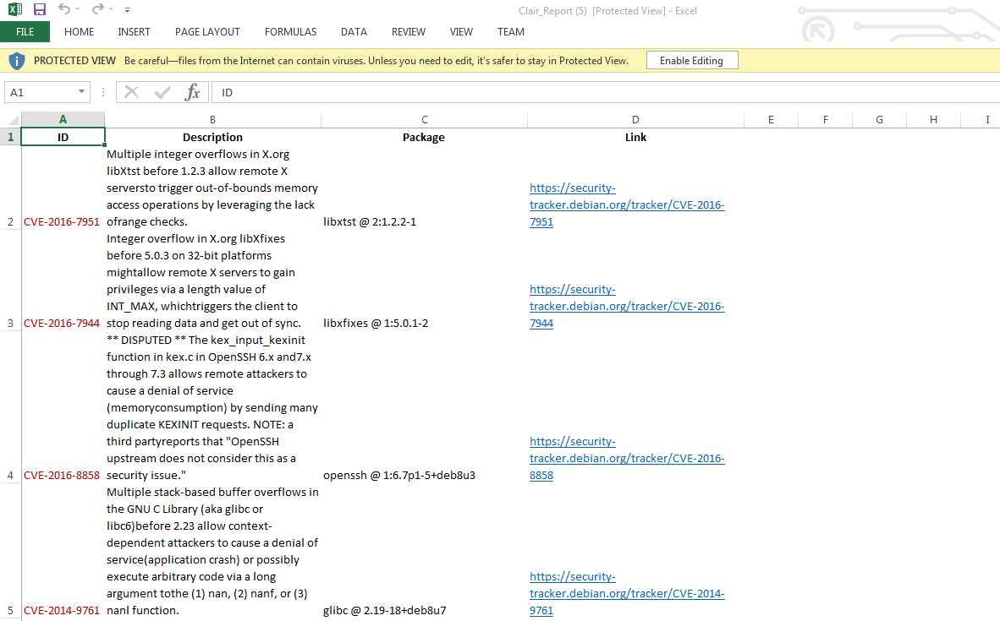 Clair_Report (5) [Protected View] - Excel
FILE HOME INSERT PAGE LAYOUT FORMULAS DATA REVIEW VIEW TEAM
PROTECTED VIEW Be careful—files from the Internet can contain viruses. Unless you need to edit, it's safer to stay in Protected View. Enable Editing
A1 fx ID
A B C D E F G H I
1 ID Description Package Link
Multiple integer overflows in X.org
libXtst before 1.2.3 allow remote X
serversto trigger out-of-bounds memory
access operations by leveraging the lack
ofrange checks.
2 CVE-2016-7951
libxtst @ 2:1.2.2-1
https://security-
tracker.debian.org/tracker/CVE-2016-
7951
Integer overflow in X.org libXfixes
before 5.0.3 on 32-bit platforms
mightallow remote X servers to gain
privileges via a length value of
INT_MAX, whichtriggers the client to
stop reading data and get out of sync.
3 CVE-2016-7944
libxfixes @ 1:5.0.1-2
https://security-
tracker.debian.org/tracker/CVE-2016-
7944
** DISPUTED ** The kex_input_kexinit
function in kex.c in OpenSSH 6.x and7.x
through 7.3 allows remote attackers to
cause a denial of service
(memoryconsumption) by sending many
duplicate KEXINIT requests. NOTE: a
third partyreports that "OpenSSH
upstream does not consider this as a
security issue."
4 CVE-2016-8858
openssh @ 1:6.7p1-5+deb8u3
https://security-
tracker.debian.org/tracker/CVE-2016-
8858
Multiple stack-based buffer overflows in
the GNU C Library (aka glibc or
libc6)before 2.23 allow context-
dependent attackers to cause a denial of
service(application crash) or possibly
execute arbitrary code via a long
argument tothe (1) nan, (2) nanf, or (3)
nanl function.
5 CVE-2014-9761
glibc @ 2.19-18+deb8u7
https://security-
tracker.debian.org/tracker/CVE-2014-
9761